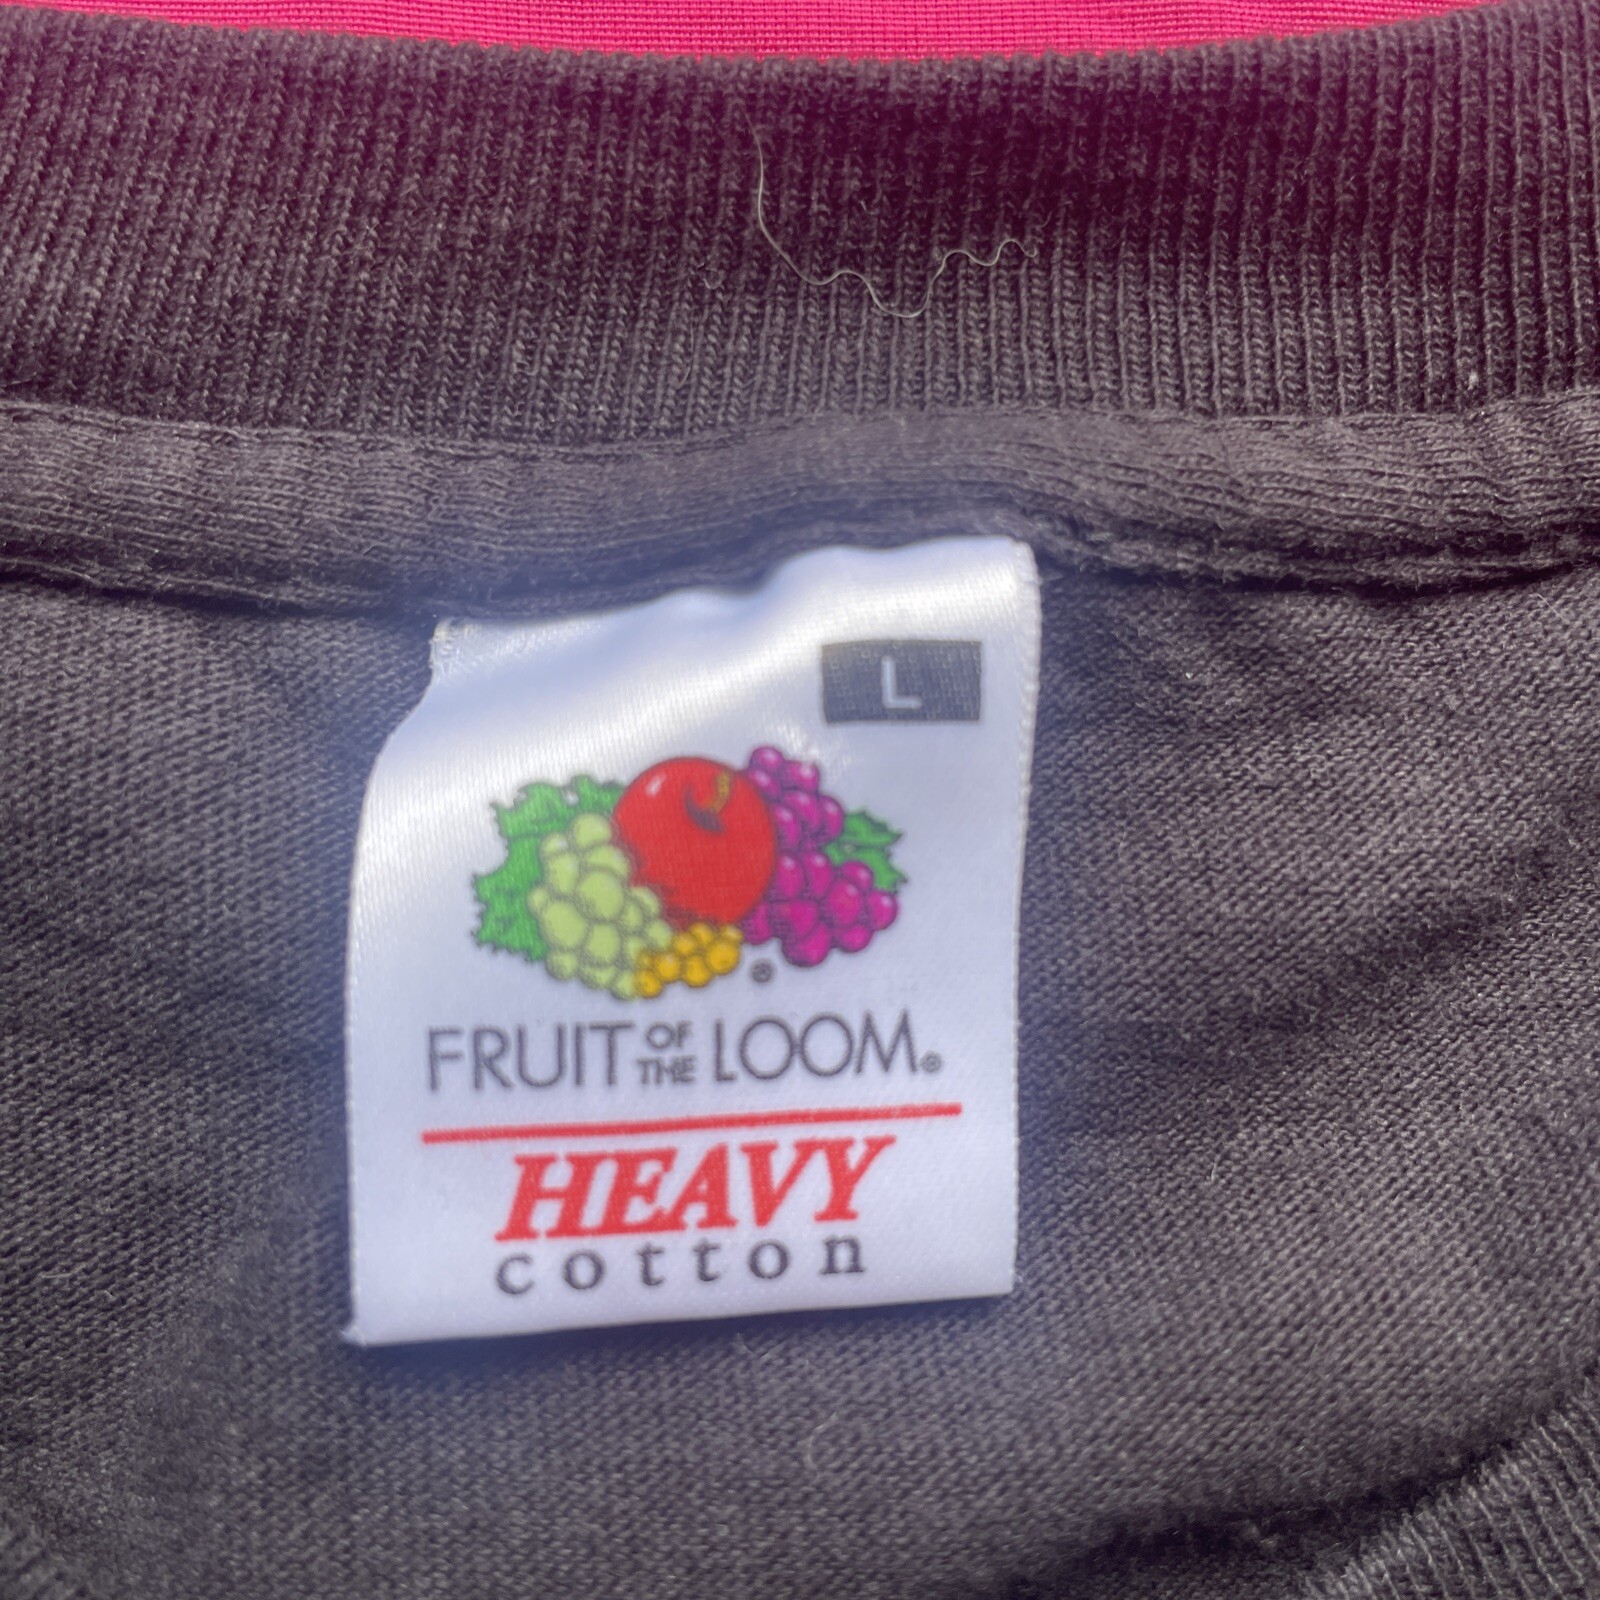 L
®
FRUIT OF THE LOOM®
HEAVY
cotton